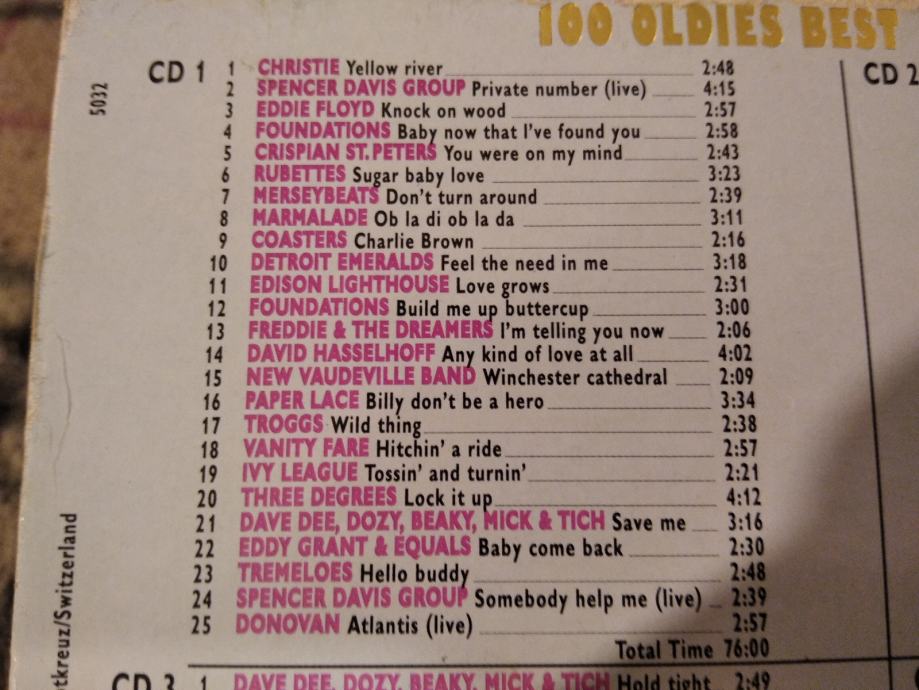 100 OLDIES BEST
CD 1 1 CHRISTIE Yellow river 2:48
2 SPENCER DAVIS GROUP Private number (live) 4:15
3 EDDIE FLOYD Knock on wood 2:57
4 FOUNDATIONS Baby now that I've found you 2:58
5 CRISPIAN ST. PETERS You were on my mind 2:43
6 RUBETTES Sugar baby love 3:23
7 MERSEYBEATS Don't turn around 2:39
8 MARMALADE Ob la di ob la da 3:11
9 COASTERS Charlie Brown 2:16
10 DETROIT EMERALDS Feel the need in me 3:18
11 EDISON LIGHTHOUSE Love grows 2:31
12 FOUNDATIONS Build me up buttercup 3:00
13 FREDDIE & THE DREAMERS I'm telling you now 2:06
14 DAVID HASSELHOFF Any kind of love at all 4:02
15 NEW VAUDEVILLE BAND Winchester cathedral 2:09
16 PAPER LACE Billy don't be a hero 3:34
17 TROGGS Wild thing 2:38
18 VANITY FARE Hitchin' a ride 2:57
19 IVY LEAGUE Tossin' and turnin' 2:21
20 THREE DEGREES Lock it up 4:12
21 DAVE DEE, DOZY, BEAKY, MICK & TICH Save me 3:16
22 EDDY GRANT & EQUALS Baby come back 2:30
23 TREMELOES Hello buddy 2:48
24 SPENCER DAVIS GROUP Somebody help me (live) 2:39
25 DONOVAN Atlantis (live) 2:57
Total Time 76:00
CD 3 1 DAVE DEE, DOZY, BEAKY, MICK & TICH Hold tight 2:49
CD 2
5032
tkreuz/Switzerland